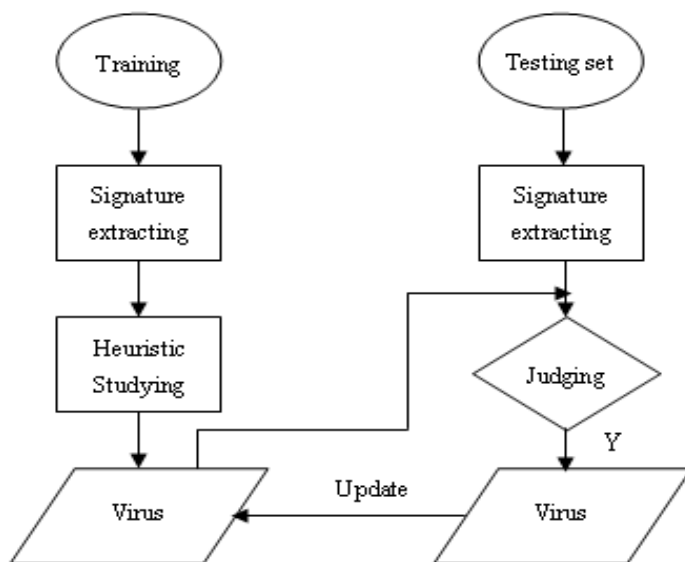 Training
Testing set
Signature
extracting
Signature
extracting
Heuristic
Studying
Judging
Y
Update
Virus
Virus